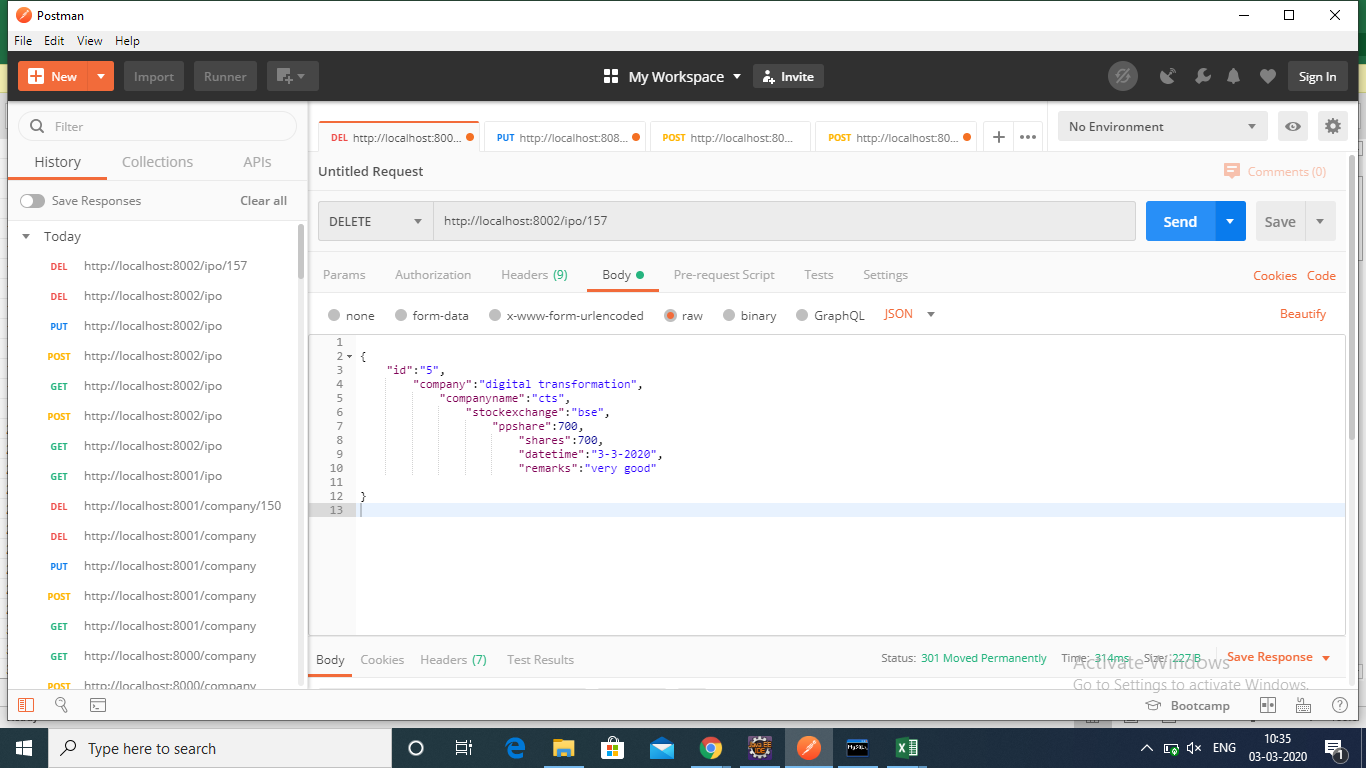 Postman
File Edit View Help
New Import Runner My Workspace Invite Sign In
Filter
History Collections APIs
Save Responses Clear all
Today
DEL http://localhost:8002/ipo/157
DEL http://localhost:8002/ipo
PUT http://localhost:8002/ipo
POST http://localhost:8002/ipo
GET http://localhost:8002/ipo
POST http://localhost:8002/ipo
GET http://localhost:8002/ipo
GET http://localhost:8001/ipo
DEL http://localhost:8001/company/150
DEL http://localhost:8001/company
PUT http://localhost:8001/company
POST http://localhost:8001/company
GET http://localhost:8001/company
GET http://localhost:8000/company
POST http://localhost:8000/company
DEL http://localhost:800... PUT http://localhost:808... POST http://localhost:80... POST http://localhost:80... No Environment
Untitled Request Comments (0)
DELETE http://localhost:8002/ipo/157 Send Save
Params Authorization Headers (9) Body Pre-request Script Tests Settings Cookies Code
none form-data x-www-form-urlencoded raw binary GraphQL JSON Beautify
1
2 {
3 "id":"5",
4 "company":"digital transformation",
5 "companyname":"cts",
6 "stockexchange":"bse",
7 "ppshare":700,
8 "shares":700,
9 "datetime":"3-3-2020",
10 "remarks":"very good"
11
12 }
13
Body Cookies Headers (7) Test Results Status: 301 Moved Permanently Time: 314ms Size: 227 B Save Response
Activate Windows
Go to Settings to activate Windows.
Bootcamp
Type here to search ENG 10:35
03-03-2020 1